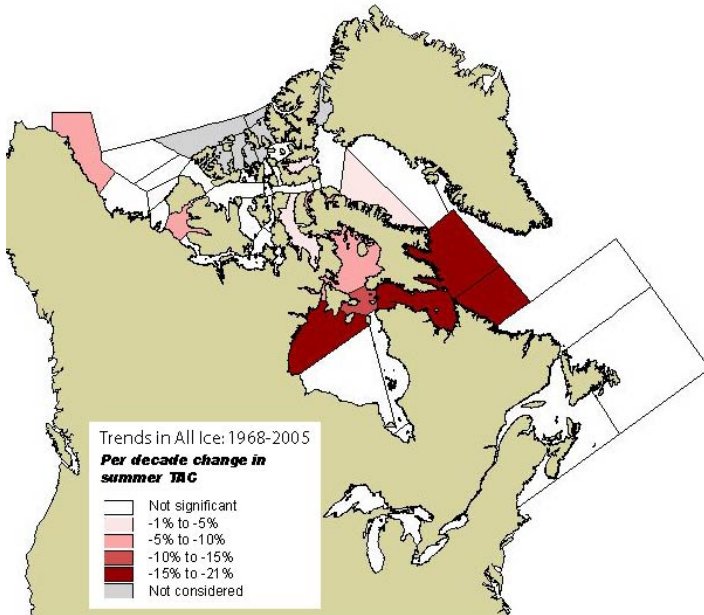 Trends in All Ice: 1968-2005
Per decade change in
summer TAC
Not significant
-1% to -5%
-5% to -10%
-10% to -15%
-15% to -21%
Not considered